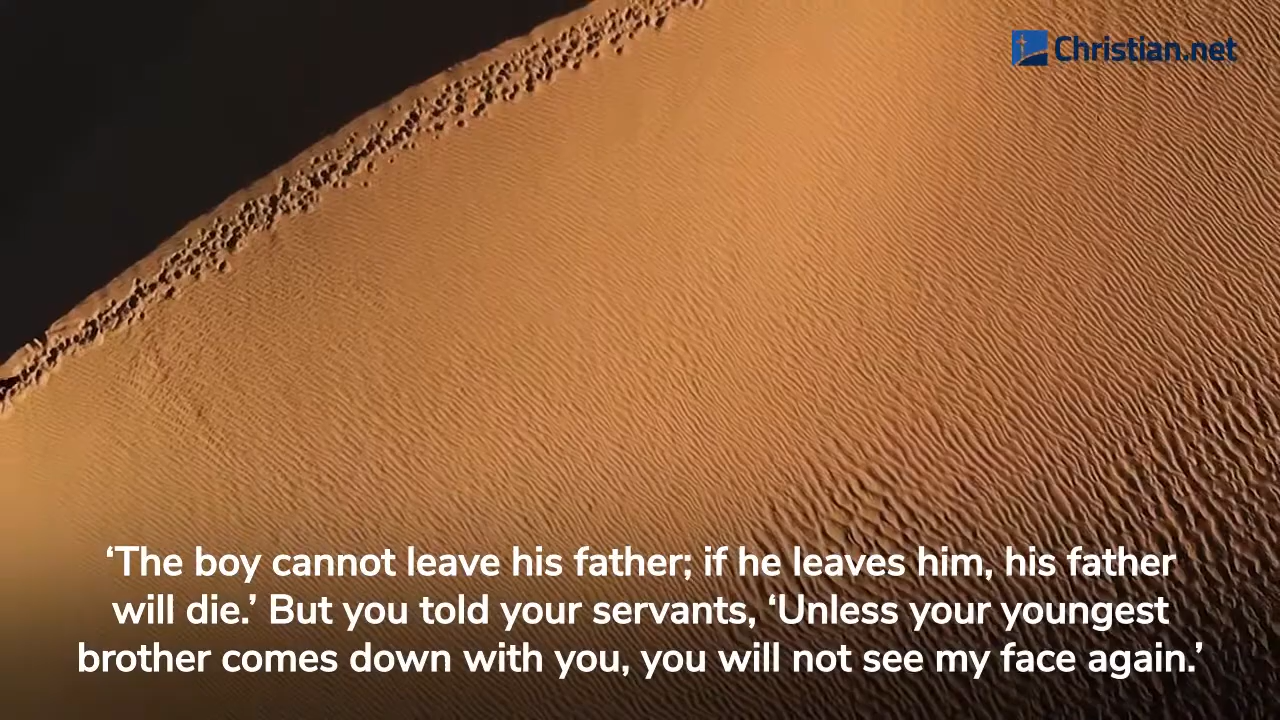 Christian.net
‘The boy cannot leave his father; if he leaves him, his father
will die.’ But you told your servants, ‘Unless your youngest
brother comes down with you, you will not see my face again.’